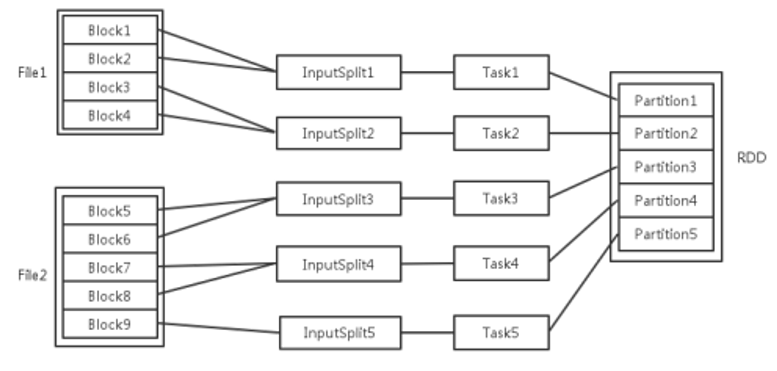 File1
Block1
Block2
Block3
Block4
File2
Block5
Block6
Block7
Block8
Block9
InputSplit1
InputSplit2
InputSplit3
InputSplit4
InputSplit5
Task1
Task2
Task3
Task4
Task5
Partition1
Partition2
Partition3
Partition4
Partition5
RDD